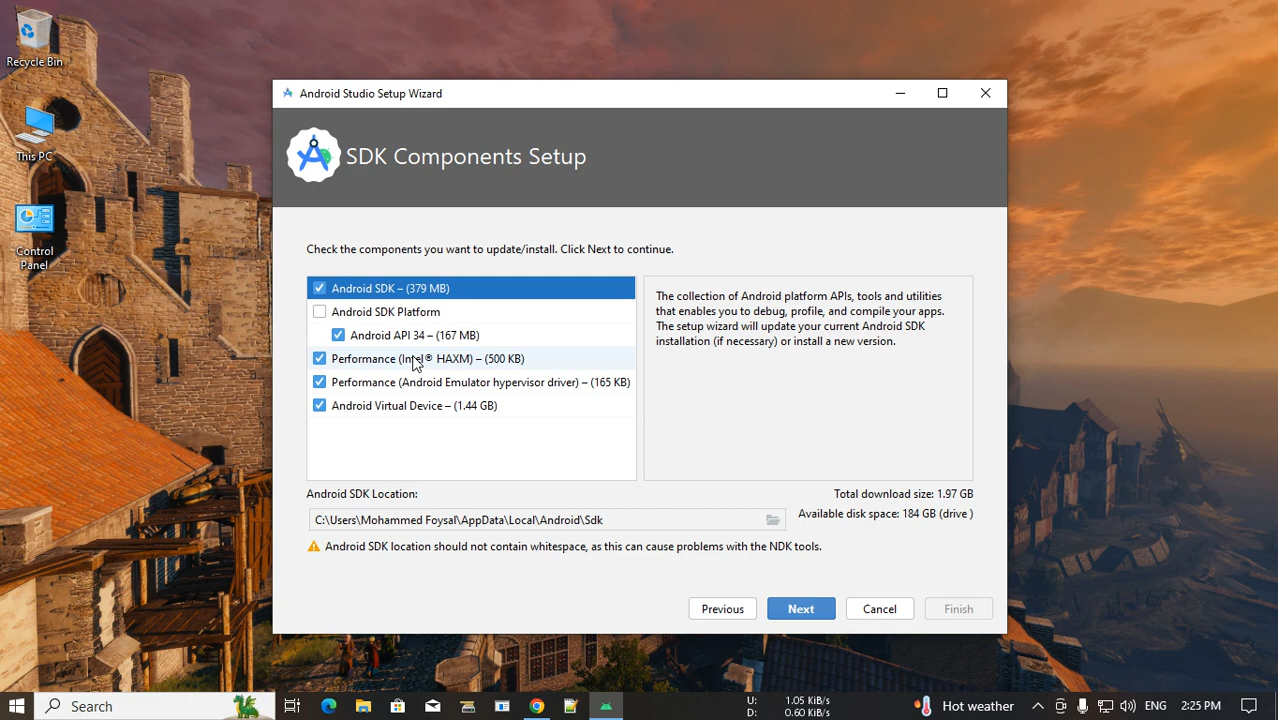 Recycle Bin
This PC
Control
Panel
Android Studio Setup Wizard
SDK Components Setup
Check the components you want to update/install. Click Next to continue.
Android SDK – (379 MB)
Android SDK Platform
Android API 34 – (167 MB)
Performance (Intel® HAXM) – (500 KB)
Performance (Android Emulator hypervisor driver) – (165 KB)
Android Virtual Device – (1.44 GB)
The collection of Android platform APIs, tools and utilities
that enables you to debug, profile, and compile your apps.
The setup wizard will update your current Android SDK
installation (if necessary) or install a new version.
Android SDK Location:
Total download size: 1.97 GB
C:\Users\Mohammed Foysal\AppData\Local\Android\Sdk
Available disk space: 184 GB (drive )
Android SDK location should not contain whitespace, as this can cause problems with the NDK tools.
Previous
Next
Cancel
Finish
Search
U: 1.05 KiB/s
D: 0.60 KiB/s
Hot weather
ENG
2:25 PM